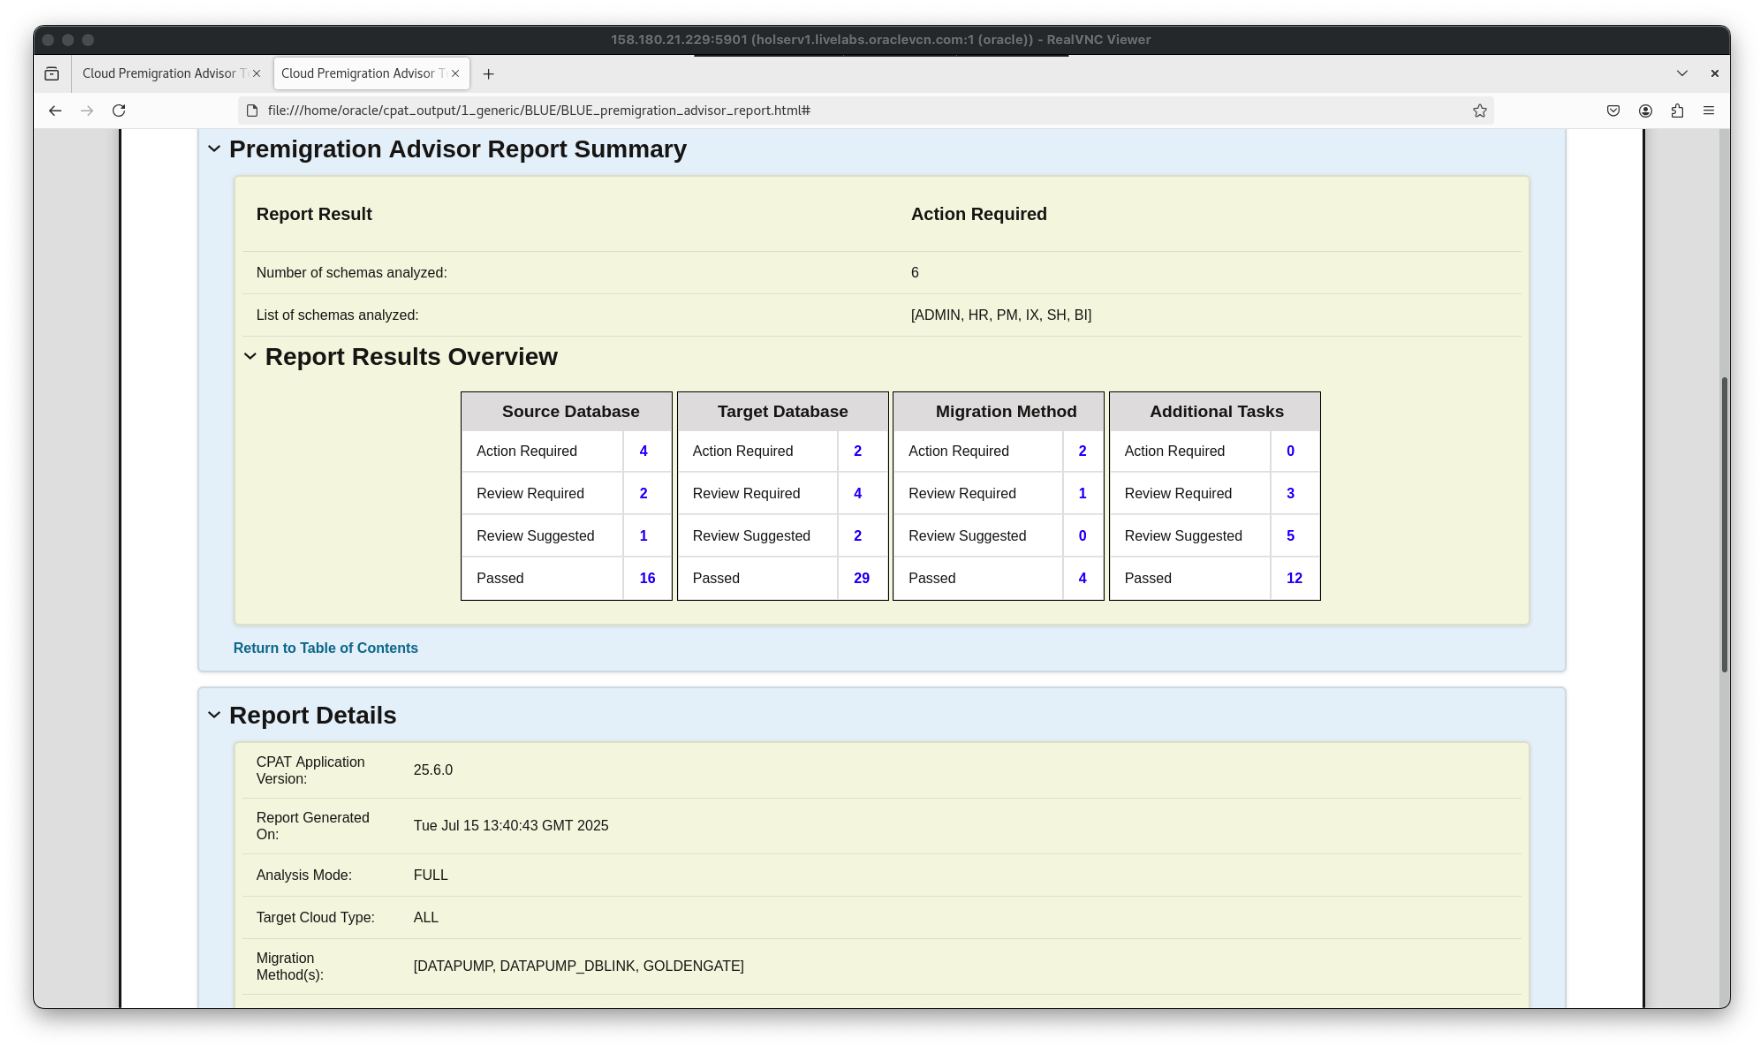 158.180.21.229:5901 (holserv1.livelabs.oraclevcn.com:1 (oracle)) - RealVNC Viewer
Cloud Premigration Advisor T
Cloud Premigration Advisor T
file:///home/oracle/cpat_output/1_generic/BLUE/BLUE_premigration_advisor_report.html#
Premigration Advisor Report Summary
Report Result Action Required
Number of schemas analyzed: 6
List of schemas analyzed: [ADMIN, HR, PM, IX, SH, BI]
Report Results Overview
Source Database Target Database Migration Method Additional Tasks
Action Required 4 Action Required 2 Action Required 2 Action Required 0
Review Required 2 Review Required 4 Review Required 1 Review Required 3
Review Suggested 1 Review Suggested 2 Review Suggested 0 Review Suggested 5
Passed 16 Passed 29 Passed 4 Passed 12
Return to Table of Contents
Report Details
CPAT Application
Version: 25.6.0
Report Generated
On: Tue Jul 15 13:40:43 GMT 2025
Analysis Mode: FULL
Target Cloud Type: ALL
Migration
Method(s): [DATAPUMP, DATAPUMP_DBLINK, GOLDENGATE]